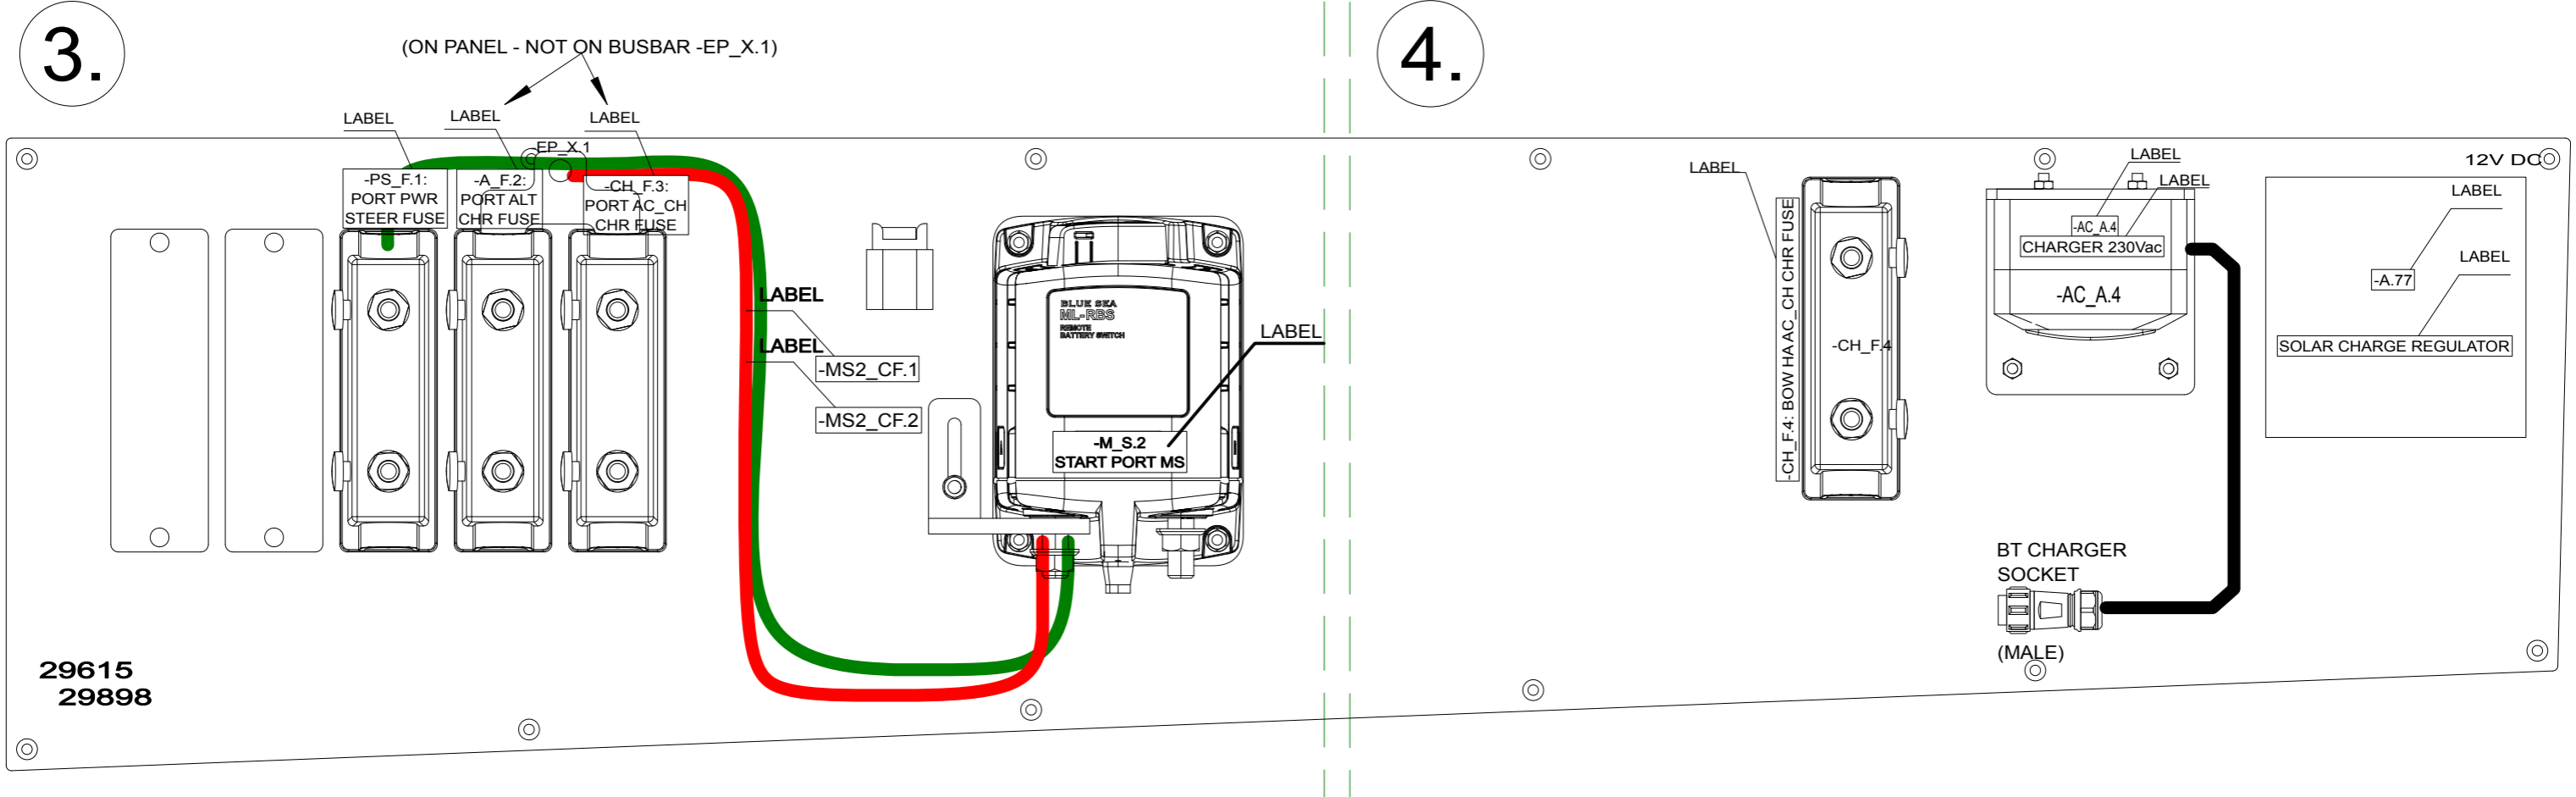 3.
(ON PANEL - NOT ON BUSBAR -EP_X.1)
LABEL
LABEL
LABEL
EP_X.1
-PS_F.1:
PORT PWR
STEER FUSE
-A_F.2:
PORT ALT
CHR FUSE
-CH_F.3:
PORT AC_CH
CHR FUSE
LABEL
-MS2_CF.1
LABEL
-MS2_CF.2
BLUE SEA
ML-RBS
REMOTE
BATTERY SWITCH
LABEL
-M_S.2
START PORT MS
29615
29898
4.
LABEL
-CH_F.4: BOW HA AC_CH CHR FUSE
-CH_F.4
LABEL
LABEL
-AC_A.4
CHARGER 230Vac
-AC_A.4
12V DC
LABEL
-A.77
LABEL
SOLAR CHARGE REGULATOR
BT CHARGER
SOCKET
(MALE)